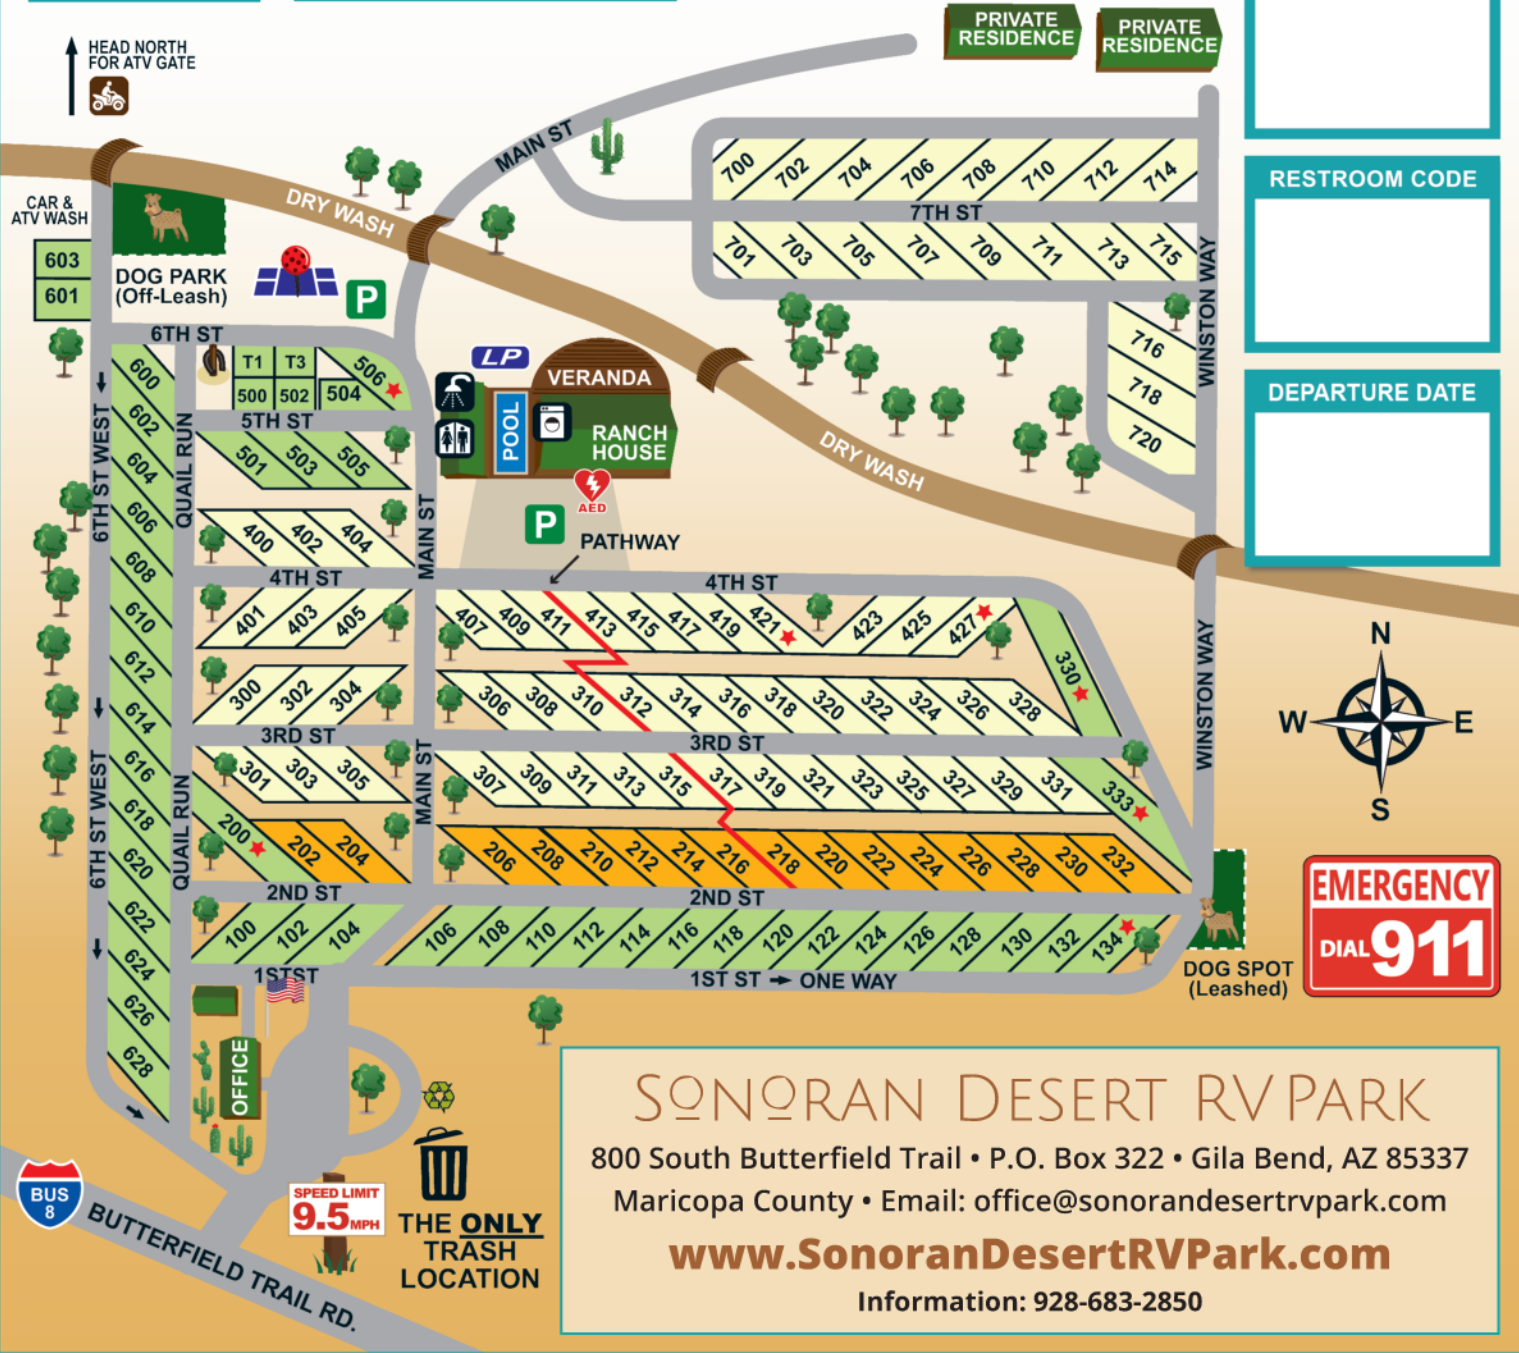 HEAD NORTH
FOR ATV GATE
PRIVATE
RESIDENCE
PRIVATE
RESIDENCE
MAIN ST
700 702 704 706 708 710 712 714
7TH ST
701 703 705 707 709 711 713 715
WINSTON WAY
716
718
720
RESTROOM CODE
DEPARTURE DATE
CAR &
ATV WASH
603
601
DOG PARK
(Off-Leash)
DRY WASH
P
6TH ST
T1 T3
500 502 504 506
5TH ST
501 503 505
LP
VERANDA
POOL
RANCH
HOUSE
AED
P
PATHWAY
DRY WASH
6TH ST WEST
QUAIL RUN
MAIN ST
600
602
604
606
608
610
612
614
616
618
620
622
624
626
628
400 402 404
4TH ST
4TH ST
401 403 405
407 409 411 413 415 417 419 421 423 425 427
330
300 302 304
306 308 310 312 314 316 318 320 322 324 326 328
3RD ST
3RD ST
301 303 305
307 309 311 313 315 317 319 321 323 325 327 329 331 333
6TH ST WEST
QUAIL RUN
MAIN ST
WINSTON WAY
200 202 204
206 208 210 212 214 216 218 220 222 224 226 228 230 232
2ND ST
2ND ST
100 102 104
106 108 110 112 114 116 118 120 122 124 126 128 130 132 134
1ST ST
1ST ST ONE WAY
N
W E
S
EMERGENCY
DIAL 911
DOG SPOT
(Leashed)
OFFICE
BUS
8
BUTTERFIELD TRAIL RD.
SPEED LIMIT
9.5 MPH
THE ONLY
TRASH
LOCATION
SONORAN DESERT RV PARK
800 South Butterfield Trail • P.O. Box 322 • Gila Bend, AZ 85337
Maricopa County • Email: office@sonorandesertrvpark.com
www.SonoranDesertRVPark.com
Information: 928-683-2850